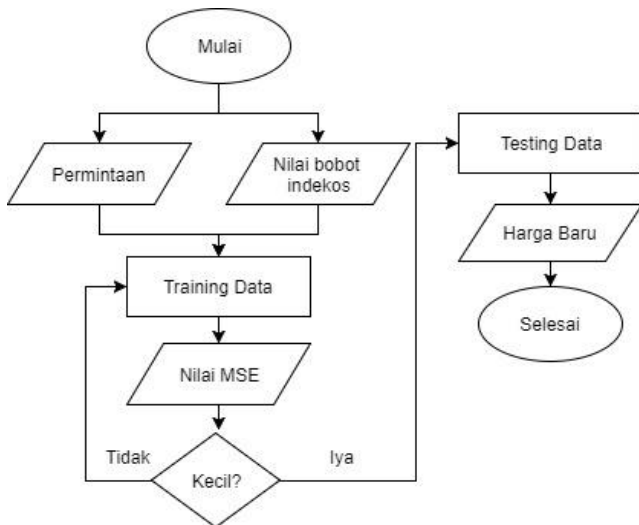 Mulai
Permintaan
Nilai bobot
indekos
Training Data
Nilai MSE
Kecil?
Tidak
Iya
Testing Data
Harga Baru
Selesai